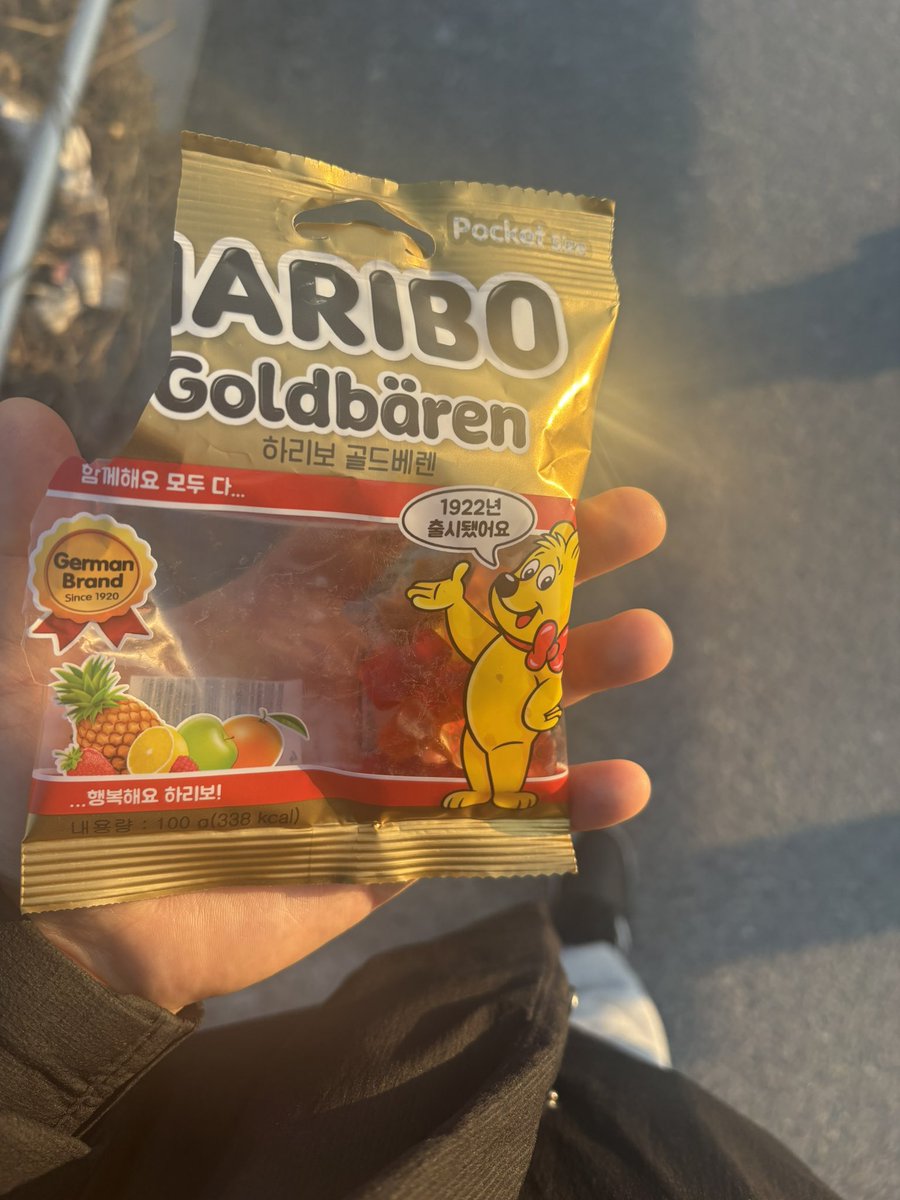 Pocket size
HARIBO
Goldbären
하리보 골드베렌
함께해요 모두 다...
1922년
출시됐어요
German
Brand
Since 1920
...행복해요 하리보!
내용량 : 100 g(338 kcal)